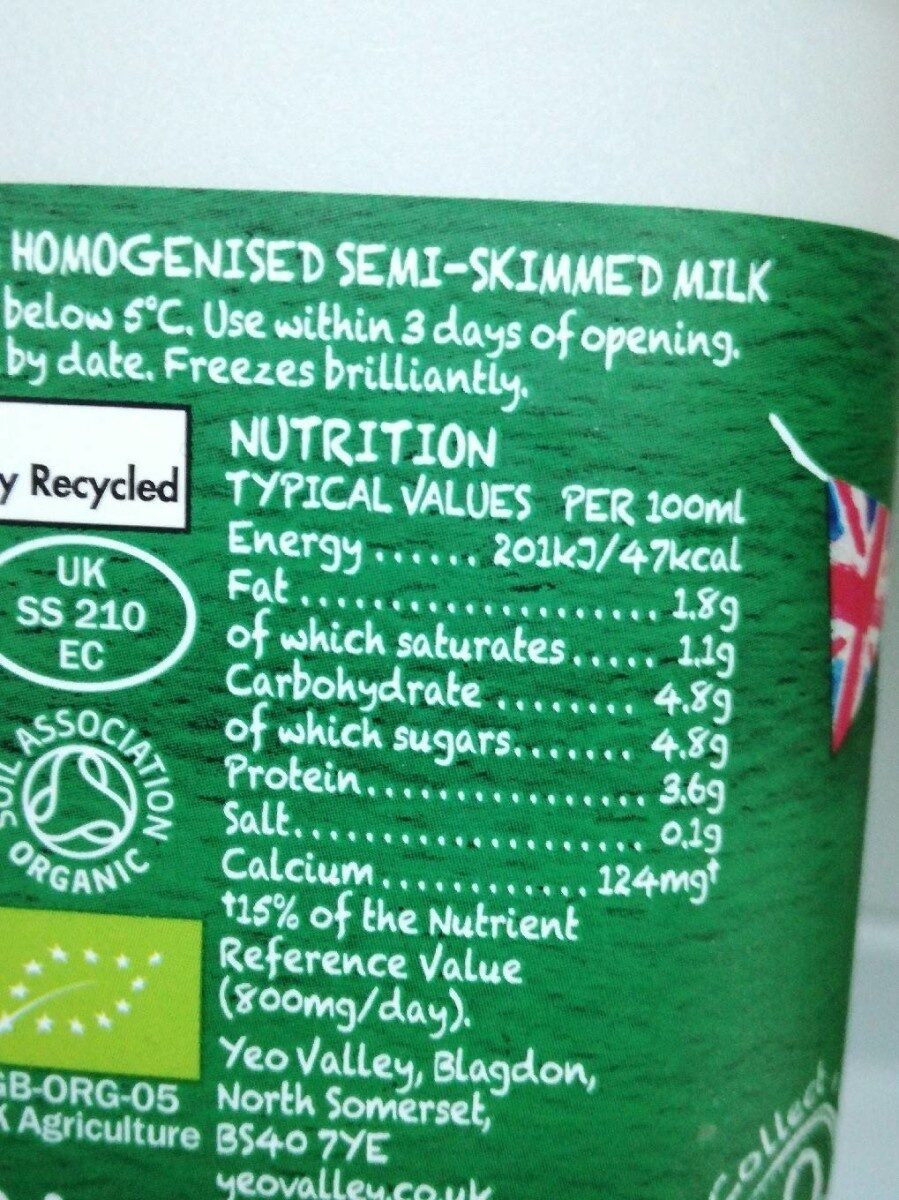 HOMOGENISED SEMI-SKIMMED MILK
below 5°C. Use within 3 days of opening.
by date. Freezes brilliantly.
y Recycled
UK
SS 210
EC
SOIL ASSOCIATION
ORGANIC
GB-ORG-05
Agriculture
NUTRITION
TYPICAL VALUES PER 100ml
Energy ...... 201kJ/47kcal
Fat ..................... 1.8g
of which saturates ..... 1.1g
Carbohydrate ........ 4.8g
of which sugars....... 4.8g
Protein................. 3.6g
Salt.................... 0.1g
Calcium ............ 124mg†
†15% of the Nutrient
Reference Value
(800mg/day).
Yeo Valley, Blagdon,
North Somerset,
BS40 7YE
yeovalley.co.uk
Collect